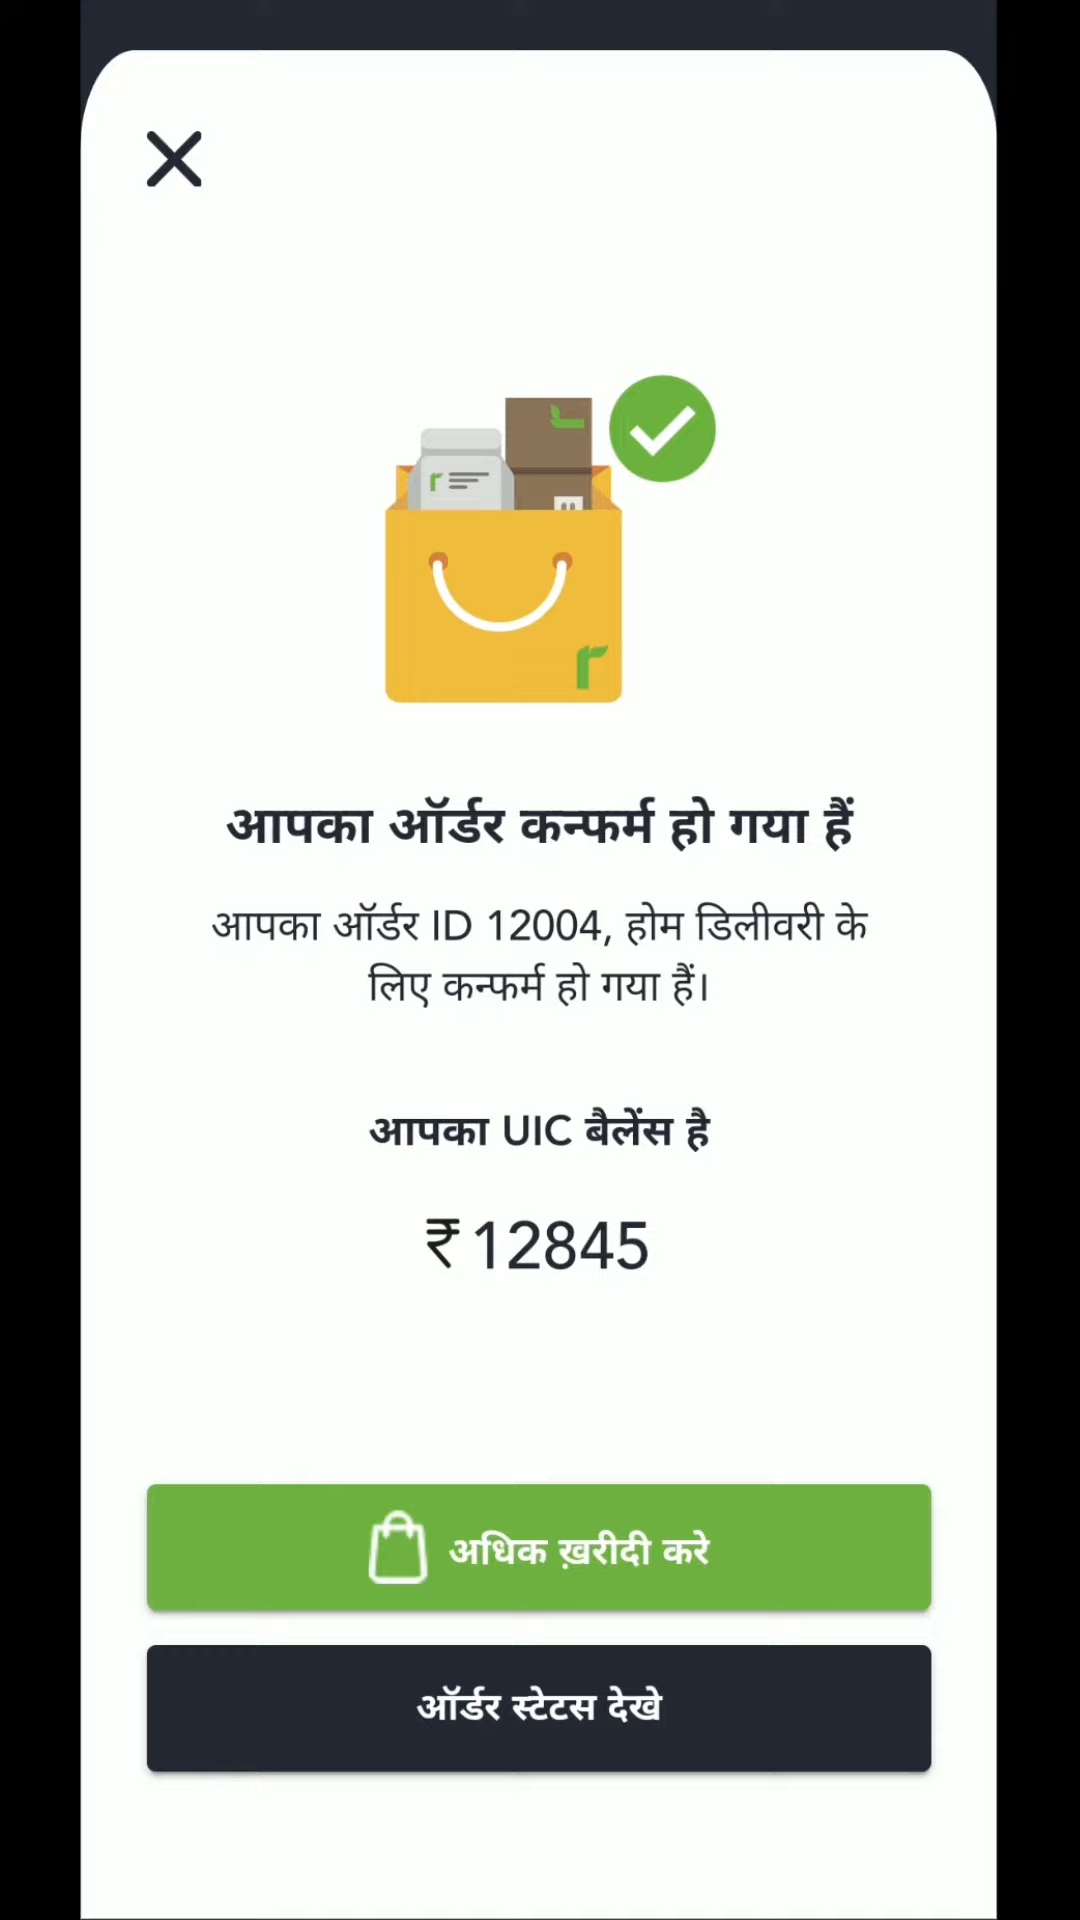 आपका ऑर्डर कन्फर्म हो गया हैं
आपका ऑर्डर ID 12004, होम डिलीवरी के
लिए कन्फर्म हो गया हैं।
आपका UIC बैलेंस है
₹ 12845
अधिक ख़रीदी करे
ऑर्डर स्टेटस देखे